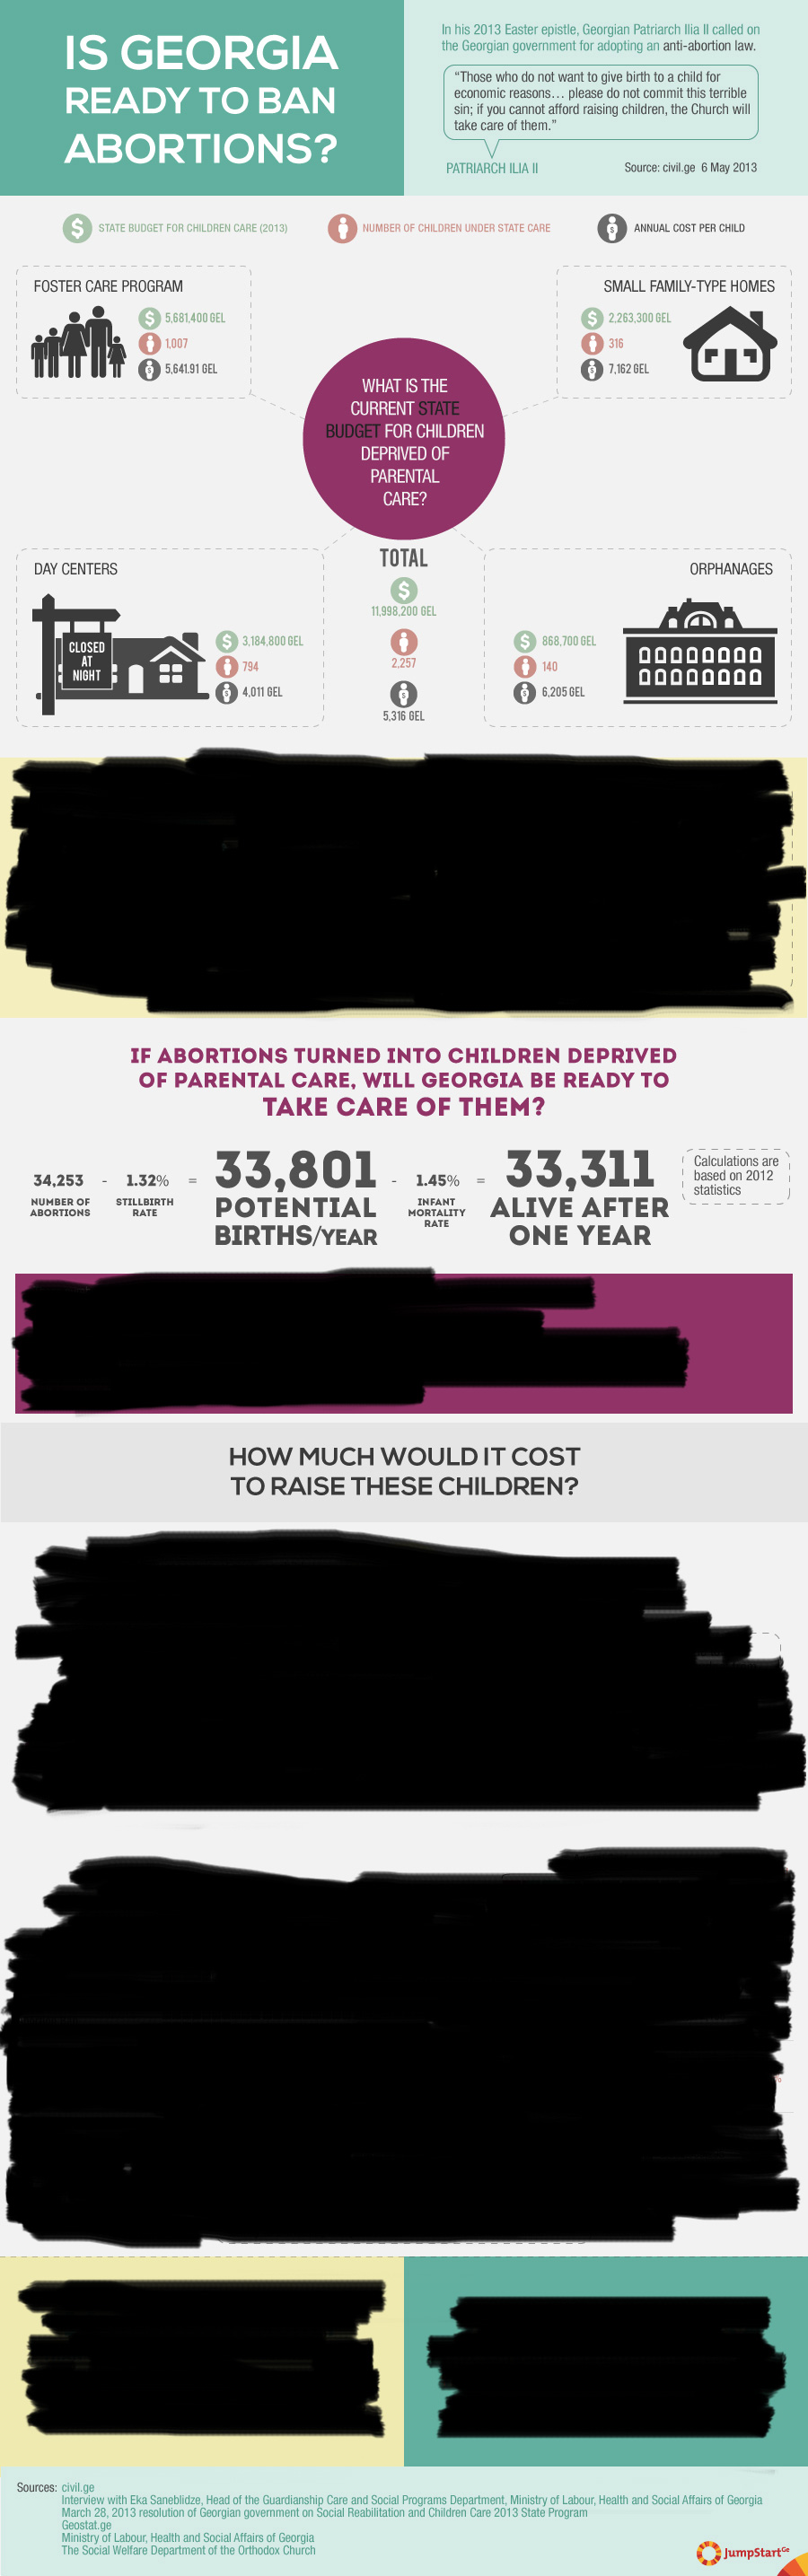 IS GEORGIA
READY TO BAN
ABORTIONS?
In his 2013 Easter epistle, Georgian Patriarch Ilia II called on
the Georgian government for adopting an anti-abortion law.
“Those who do not want to give birth to a child for
economic reasons… please do not commit this terrible
sin; if you cannot afford raising children, the Church will
take care of them.”
PATRIARCH ILIA II
Source: civil.ge 6 May 2013
STATE BUDGET FOR CHILDREN CARE (2013)
NUMBER OF CHILDREN UNDER STATE CARE
ANNUAL COST PER CHILD
FOSTER CARE PROGRAM
5,681,400 GEL
1,007
5,641.91 GEL
SMALL FAMILY-TYPE HOMES
2,263,300 GEL
316
7,162 GEL
WHAT IS THE
CURRENT STATE
BUDGET FOR CHILDREN
DEPRIVED OF
PARENTAL
CARE?
DAY CENTERS
CLOSED
AT
NIGHT
3,184,800 GEL
794
4,011 GEL
TOTAL
11,998,200 GEL
2,257
5,316 GEL
ORPHANAGES
868,700 GEL
140
6,205 GEL
IF ABORTIONS TURNED INTO CHILDREN DEPRIVED
OF PARENTAL CARE, WILL GEORGIA BE READY TO
TAKE CARE OF THEM?
34,253 - 1.32% = 33,801 - 1.45% = 33,311
NUMBER OF
ABORTIONS
STILLBIRTH
RATE
POTENTIAL
BIRTHS/YEAR
INFANT
MORTALITY
RATE
ALIVE AFTER
ONE YEAR
Calculations are
based on 2012
statistics
HOW MUCH WOULD IT COST
TO RAISE THESE CHILDREN?
Sources: civil.ge
Interview with Eka Saneblidze, Head of the Guardianship Care and Social Programs Department, Ministry of Labour, Health and Social Affairs of Georgia
March 28, 2013 resolution of Georgian government on Social Reabilitation and Children Care 2013 State Program
Geostat.ge
Ministry of Labour, Health and Social Affairs of Georgia
The Social Welfare Department of the Orthodox Church
JumpStart Ge